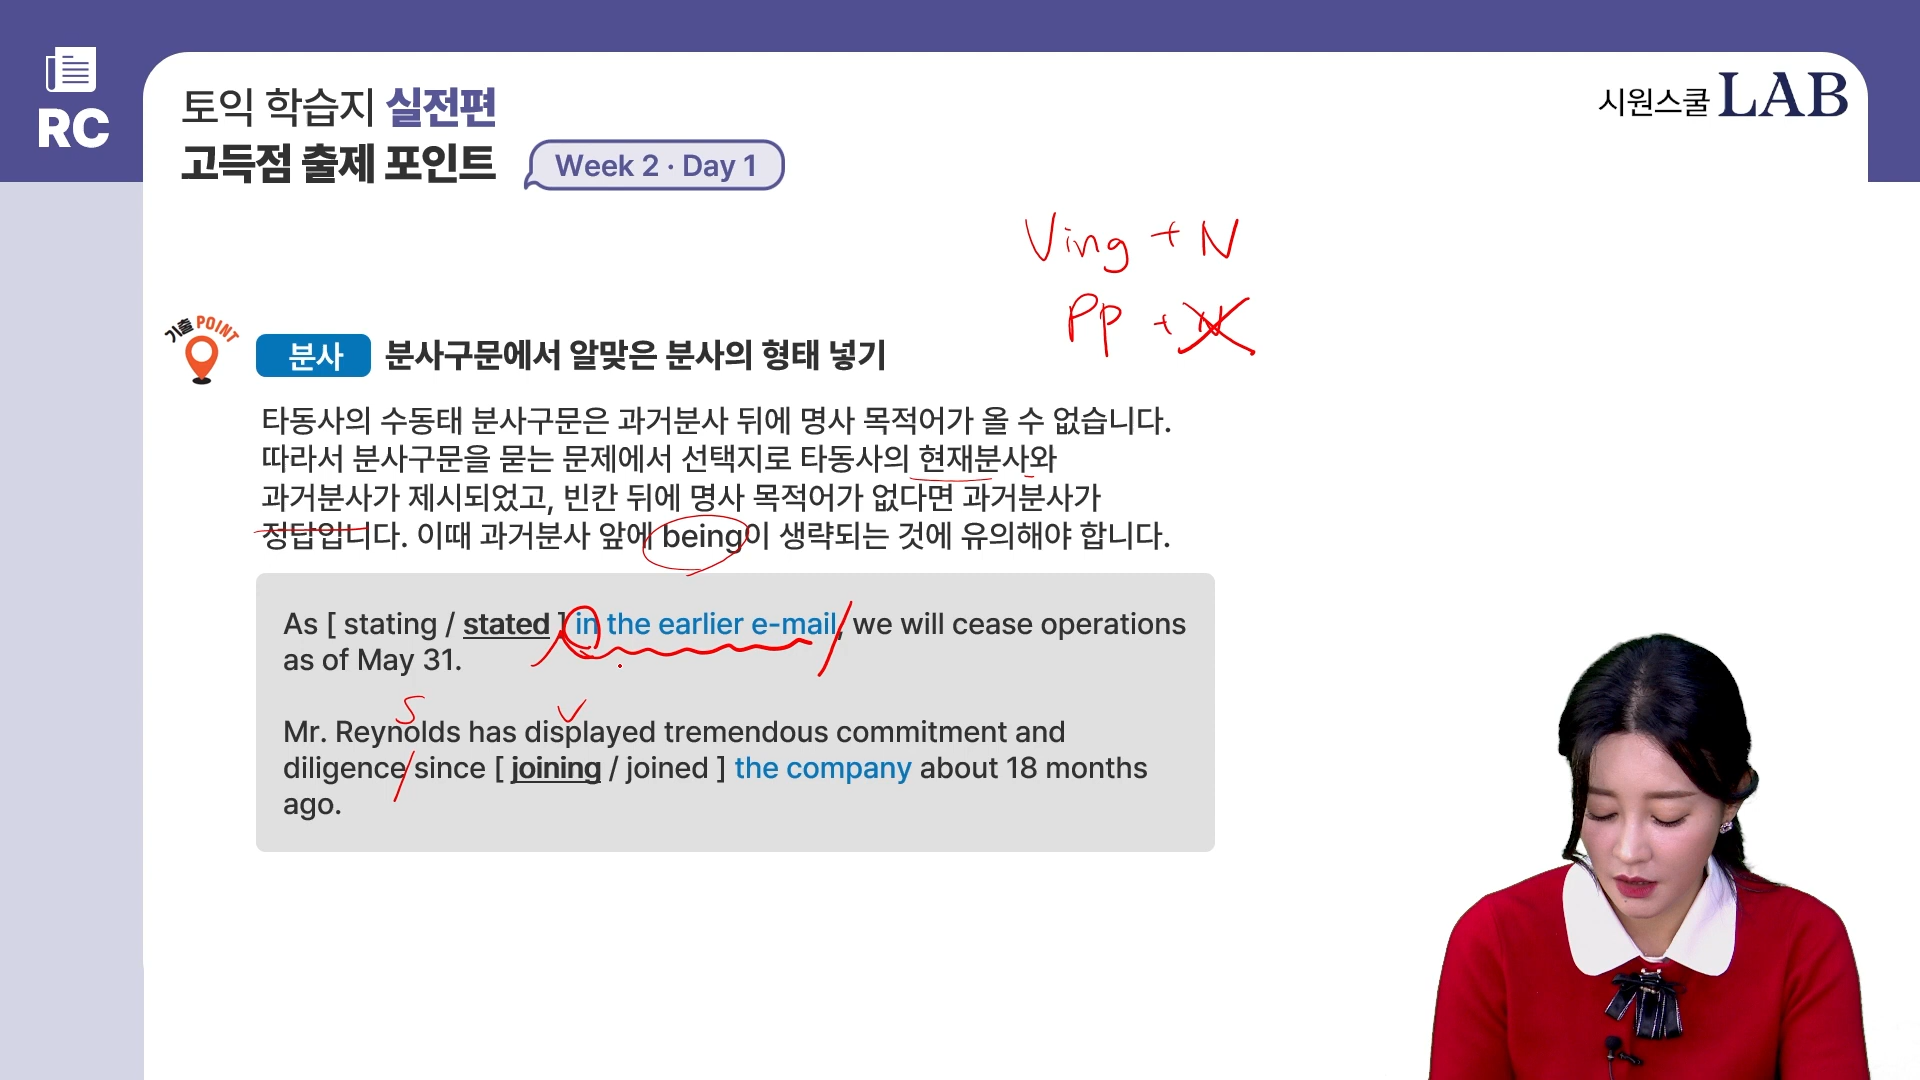 RC
토익 학습지 실전편
고득점 출제 포인트
Week 2 · Day 1
시원스쿨 LAB
Ving + N
PP + N
기출 POINT
분사
분사구문에서 알맞은 분사의 형태 넣기
타동사의 수동태 분사구문은 과거분사 뒤에 명사 목적어가 올 수 없습니다.
따라서 분사구문을 묻는 문제에서 선택지로 타동사의 현재분사와
과거분사가 제시되었고, 빈칸 뒤에 명사 목적어가 없다면 과거분사가
정답입니다. 이때 과거분사 앞에 being이 생략되는 것에 유의해야 합니다.
As [ stating / stated ] in the earlier e-mail, we will cease operations
as of May 31.
S V
Mr. Reynolds has displayed tremendous commitment and
diligence since [ joining / joined ] the company about 18 months
ago.